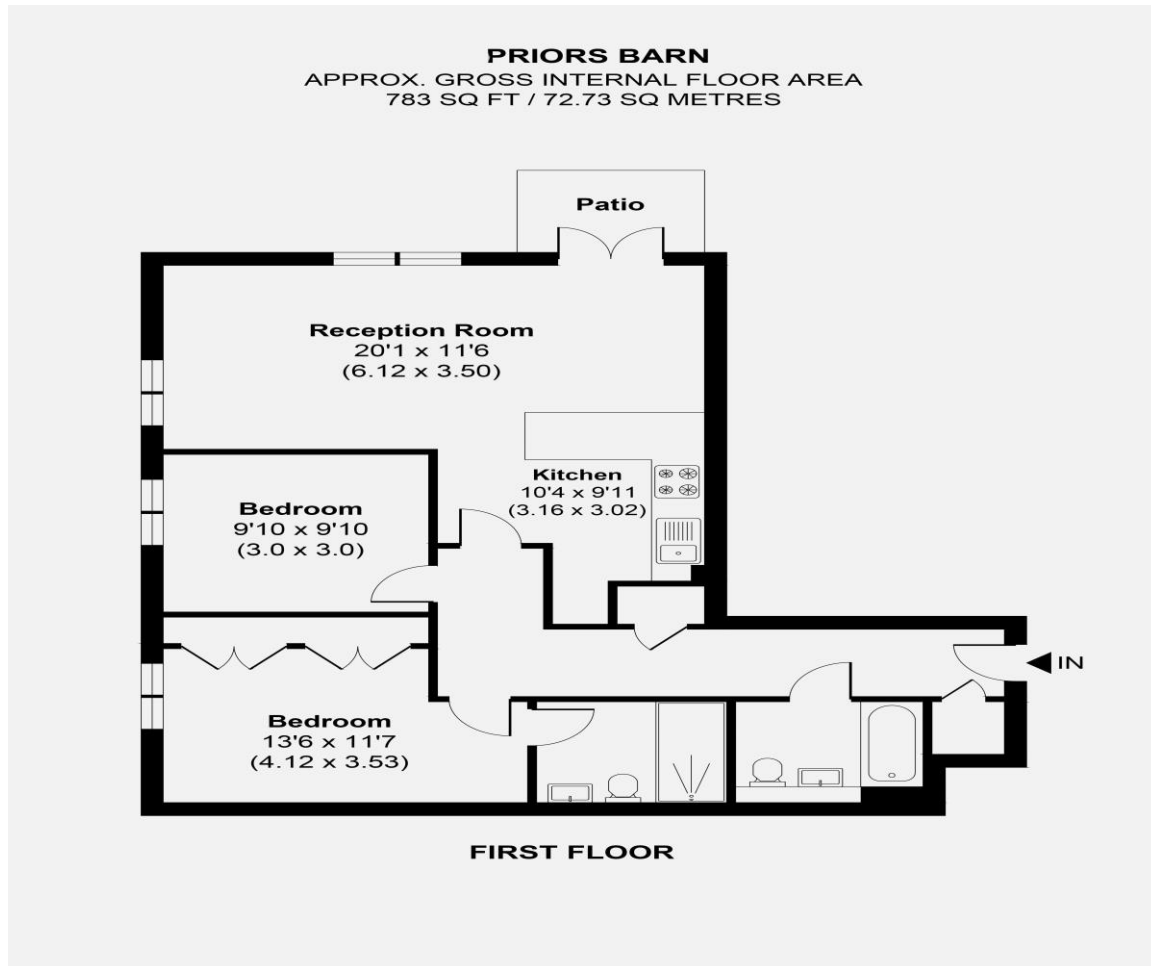 PRIORS BARN
APPROX. GROSS INTERNAL FLOOR AREA
783 SQ FT / 72.73 SQ METRES
Patio
Reception Room
20'1 x 11'6
(6.12 x 3.50)
Kitchen
10'4 x 9'11
(3.16 x 3.02)
Bedroom
9'10 x 9'10
(3.0 x 3.0)
IN
Bedroom
13'6 x 11'7
(4.12 x 3.53)
FIRST FLOOR